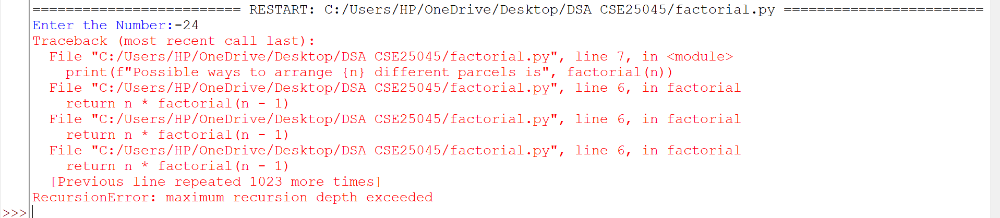 ========================= RESTART: C:/Users/HP/OneDrive/Desktop/DSA CSE25045/factorial.py ========================
Enter the Number:-24
Traceback (most recent call last):
  File "C:/Users/HP/OneDrive/Desktop/DSA CSE25045/factorial.py", line 7, in <module>
    print(f"Possible ways to arrange {n} different parcels is", factorial(n))
  File "C:/Users/HP/OneDrive/Desktop/DSA CSE25045/factorial.py", line 6, in factorial
    return n * factorial(n - 1)
  File "C:/Users/HP/OneDrive/Desktop/DSA CSE25045/factorial.py", line 6, in factorial
    return n * factorial(n - 1)
  File "C:/Users/HP/OneDrive/Desktop/DSA CSE25045/factorial.py", line 6, in factorial
    return n * factorial(n - 1)
  [Previous line repeated 1023 more times]
RecursionError: maximum recursion depth exceeded
>>>